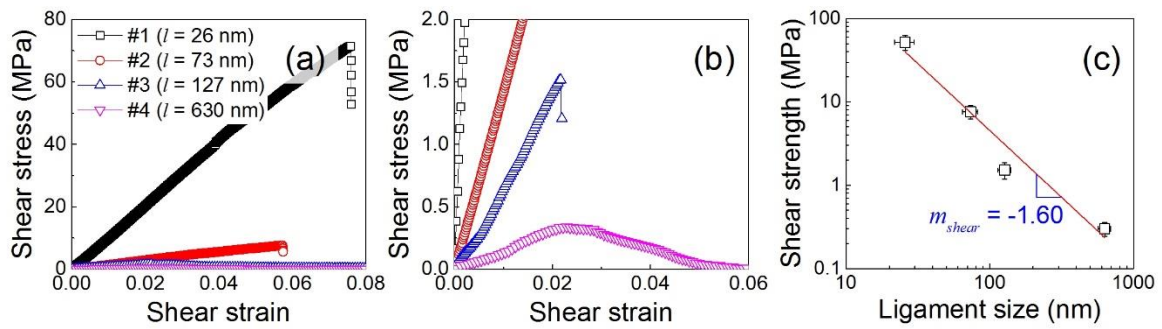 80
60
40
20
0
Shear stress (MPa)
#1 (l = 26 nm)
#2 (l = 73 nm)
#3 (l = 127 nm)
#4 (l = 630 nm)
(a)
0.00 0.02 0.04 0.06 0.08
Shear strain
2.0
1.5
1.0
0.5
0.0
Shear stress (MPa)
(b)
0.00 0.02 0.04 0.06
Shear strain
100
10
1
0.1
Shear strength (MPa)
(c)
m_shear = -1.60
10 100 1000
Ligament size (nm)